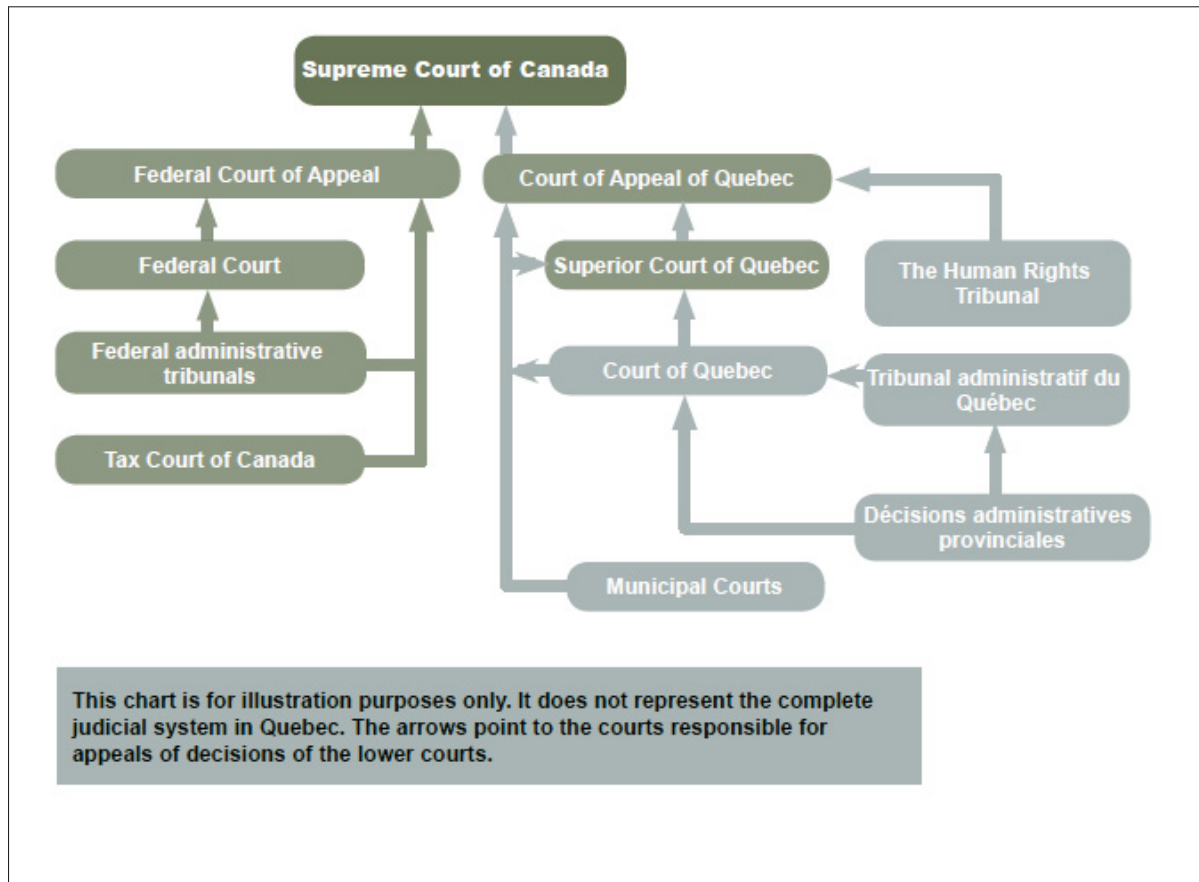 Supreme Court of Canada
Federal Court of Appeal
Court of Appeal of Quebec
Federal Court
Superior Court of Quebec
The Human Rights
Tribunal
Federal administrative
tribunals
Court of Quebec
Tribunal administratif du
Québec
Tax Court of Canada
Décisions administratives
provinciales
Municipal Courts
This chart is for illustration purposes only. It does not represent the complete
judicial system in Quebec. The arrows point to the courts responsible for
appeals of decisions of the lower courts.